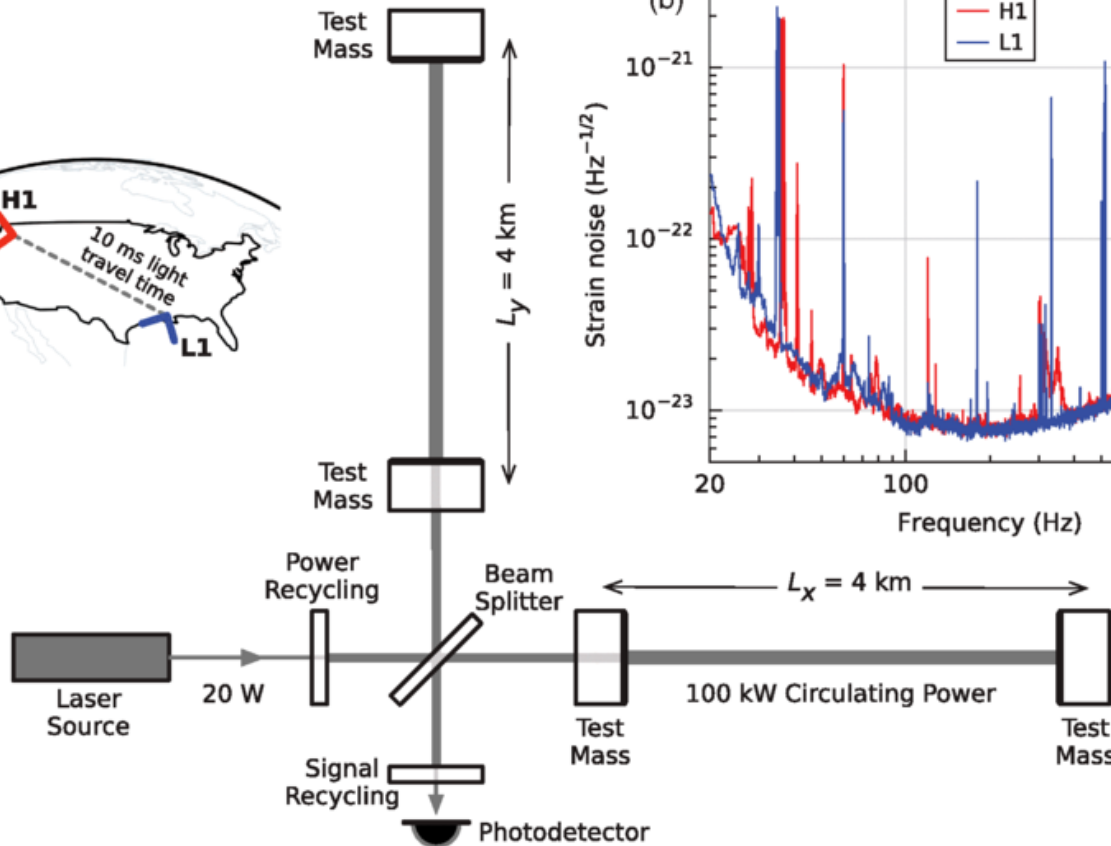 Test
Mass
(b)
H1
L1
10⁻²¹
10⁻²²
10⁻²³
Strain noise (Hz⁻¹/²)
20
100
Frequency (Hz)
H1
10 ms light
travel time
L1
Ly = 4 km
Test
Mass
Power
Recycling
Beam
Splitter
Lx = 4 km
Laser
Source
20 W
100 kW Circulating Power
Test
Mass
Test
Mass
Signal
Recycling
Photodetector